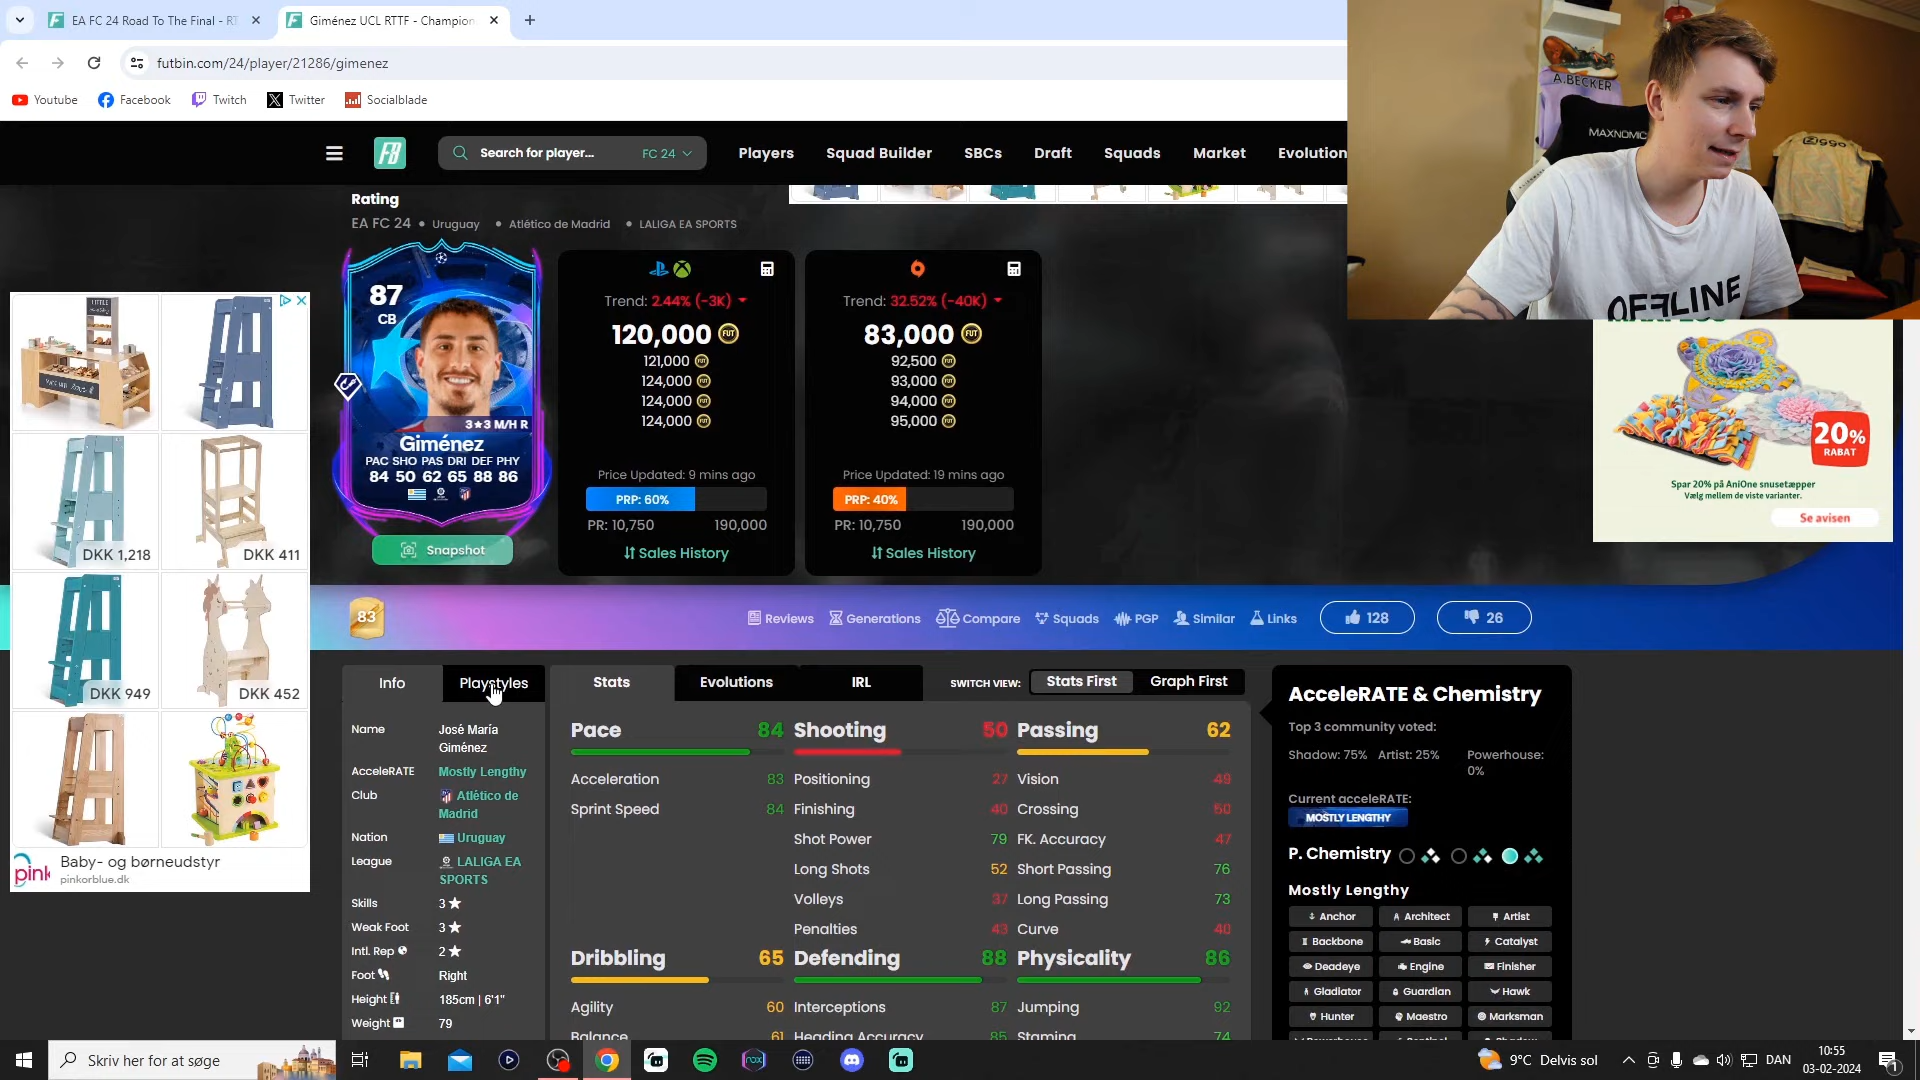 EA FC 24 Road To The Final - RT
Giménez UCL RTTF - Champion
futbin.com/24/player/21286/gimenez
Youtube
Facebook
Twitch
Twitter
Socialblade
Search for player...
FC 24
Players
Squad Builder
SBCs
Draft
Squads
Market
Evolution
A.BECKER
MAXNOMIC
Ziggo
OFFLINE
Rating
EA FC 24 • Uruguay • Atlético de Madrid • LALIGA EA SPORTS
87
CB
3★3 M/H R
Giménez
PAC SHO PAS DRI DEF PHY
84 50 62 65 88 86
Snapshot
Trend: 2.44% (-3K)
120,000
121,000
124,000
124,000
124,000
Price Updated: 9 mins ago
PRP: 60%
PR: 10,750
190,000
Sales History
Trend: 32.52% (-40K)
83,000
92,500
93,000
94,000
95,000
Price Updated: 19 mins ago
PRP: 40%
PR: 10,750
190,000
Sales History
LITTLE
DKK 1,218
DKK 411
DKK 949
DKK 452
pink
Baby- og børneudstyr
pinkorblue.dk
20%
RABAT
Spar 20% på AniOne snusetæpper
Vælg mellem de viste varianter.
Se avisen
83
Reviews
Generations
Compare
Squads
PGP
Similar
Links
128
26
Info
Playstyles
Name
José María
Giménez
AcceleRATE
Mostly Lengthy
Club
Atlético de
Madrid
Nation
Uruguay
League
LALIGA EA
SPORTS
Skills
3 ★
Weak Foot
3 ★
Intl. Rep
2 ★
Foot
Right
Height
185cm | 6'1"
Weight
79
Stats
Evolutions
IRL
SWITCH VIEW:
Stats First
Graph First
Pace 84
Acceleration 83
Sprint Speed 84
Shooting 50
Positioning 27
Finishing 40
Shot Power 79
Long Shots 52
Volleys 37
Penalties 43
Passing 62
Vision 49
Crossing 50
FK. Accuracy 47
Short Passing 76
Long Passing 73
Curve 40
Dribbling 65
Agility 60
Balance 61
Defending 88
Interceptions 87
Heading Accuracy 85
Physicality 86
Jumping 92
Stamina 74
AcceleRATE & Chemistry
Top 3 community voted:
Shadow: 75%
Artist: 25%
Powerhouse:
0%
Current acceleRATE:
MOSTLY LENGTHY
P. Chemistry
Mostly Lengthy
Anchor
Architect
Artist
Backbone
Basic
Catalyst
Deadeye
Engine
Finisher
Gladiator
Guardian
Hawk
Hunter
Maestro
Marksman
Skriv her for at søge
9°C Delvis sol
DAN
10:55
03-02-2024
1